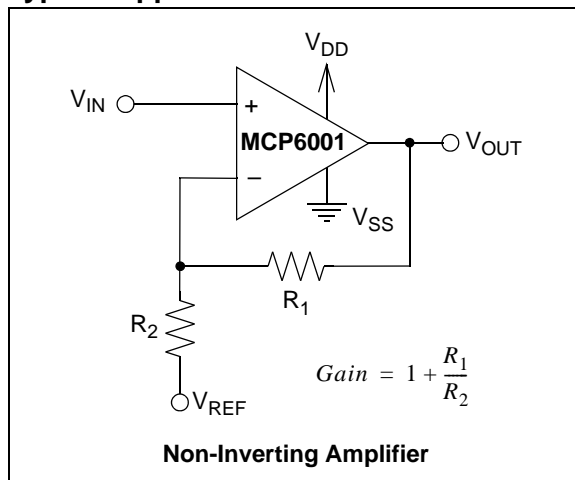 V_DD
V_IN
+
MCP6001
V_OUT
−
V_SS
R_1
R_2
Gain = 1 + R_1/R_2
V_REF
Non-Inverting Amplifier